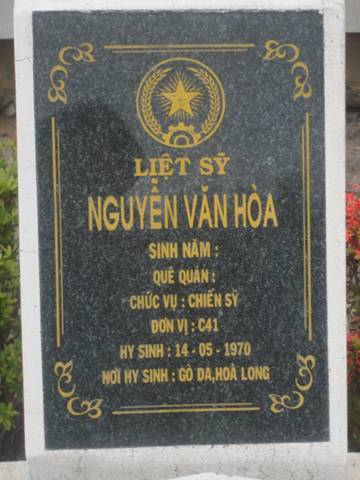 LIỆT SỸ
NGUYỄN VĂN HÒA
SINH NĂM :
QUÊ QUÁN :
CHỨC VỤ : CHIẾN SỸ
ĐƠN VỊ : C41
HY SINH : 14 - 05 - 1970
NƠI HY SINH : GÒ DA,HOÀ LONG